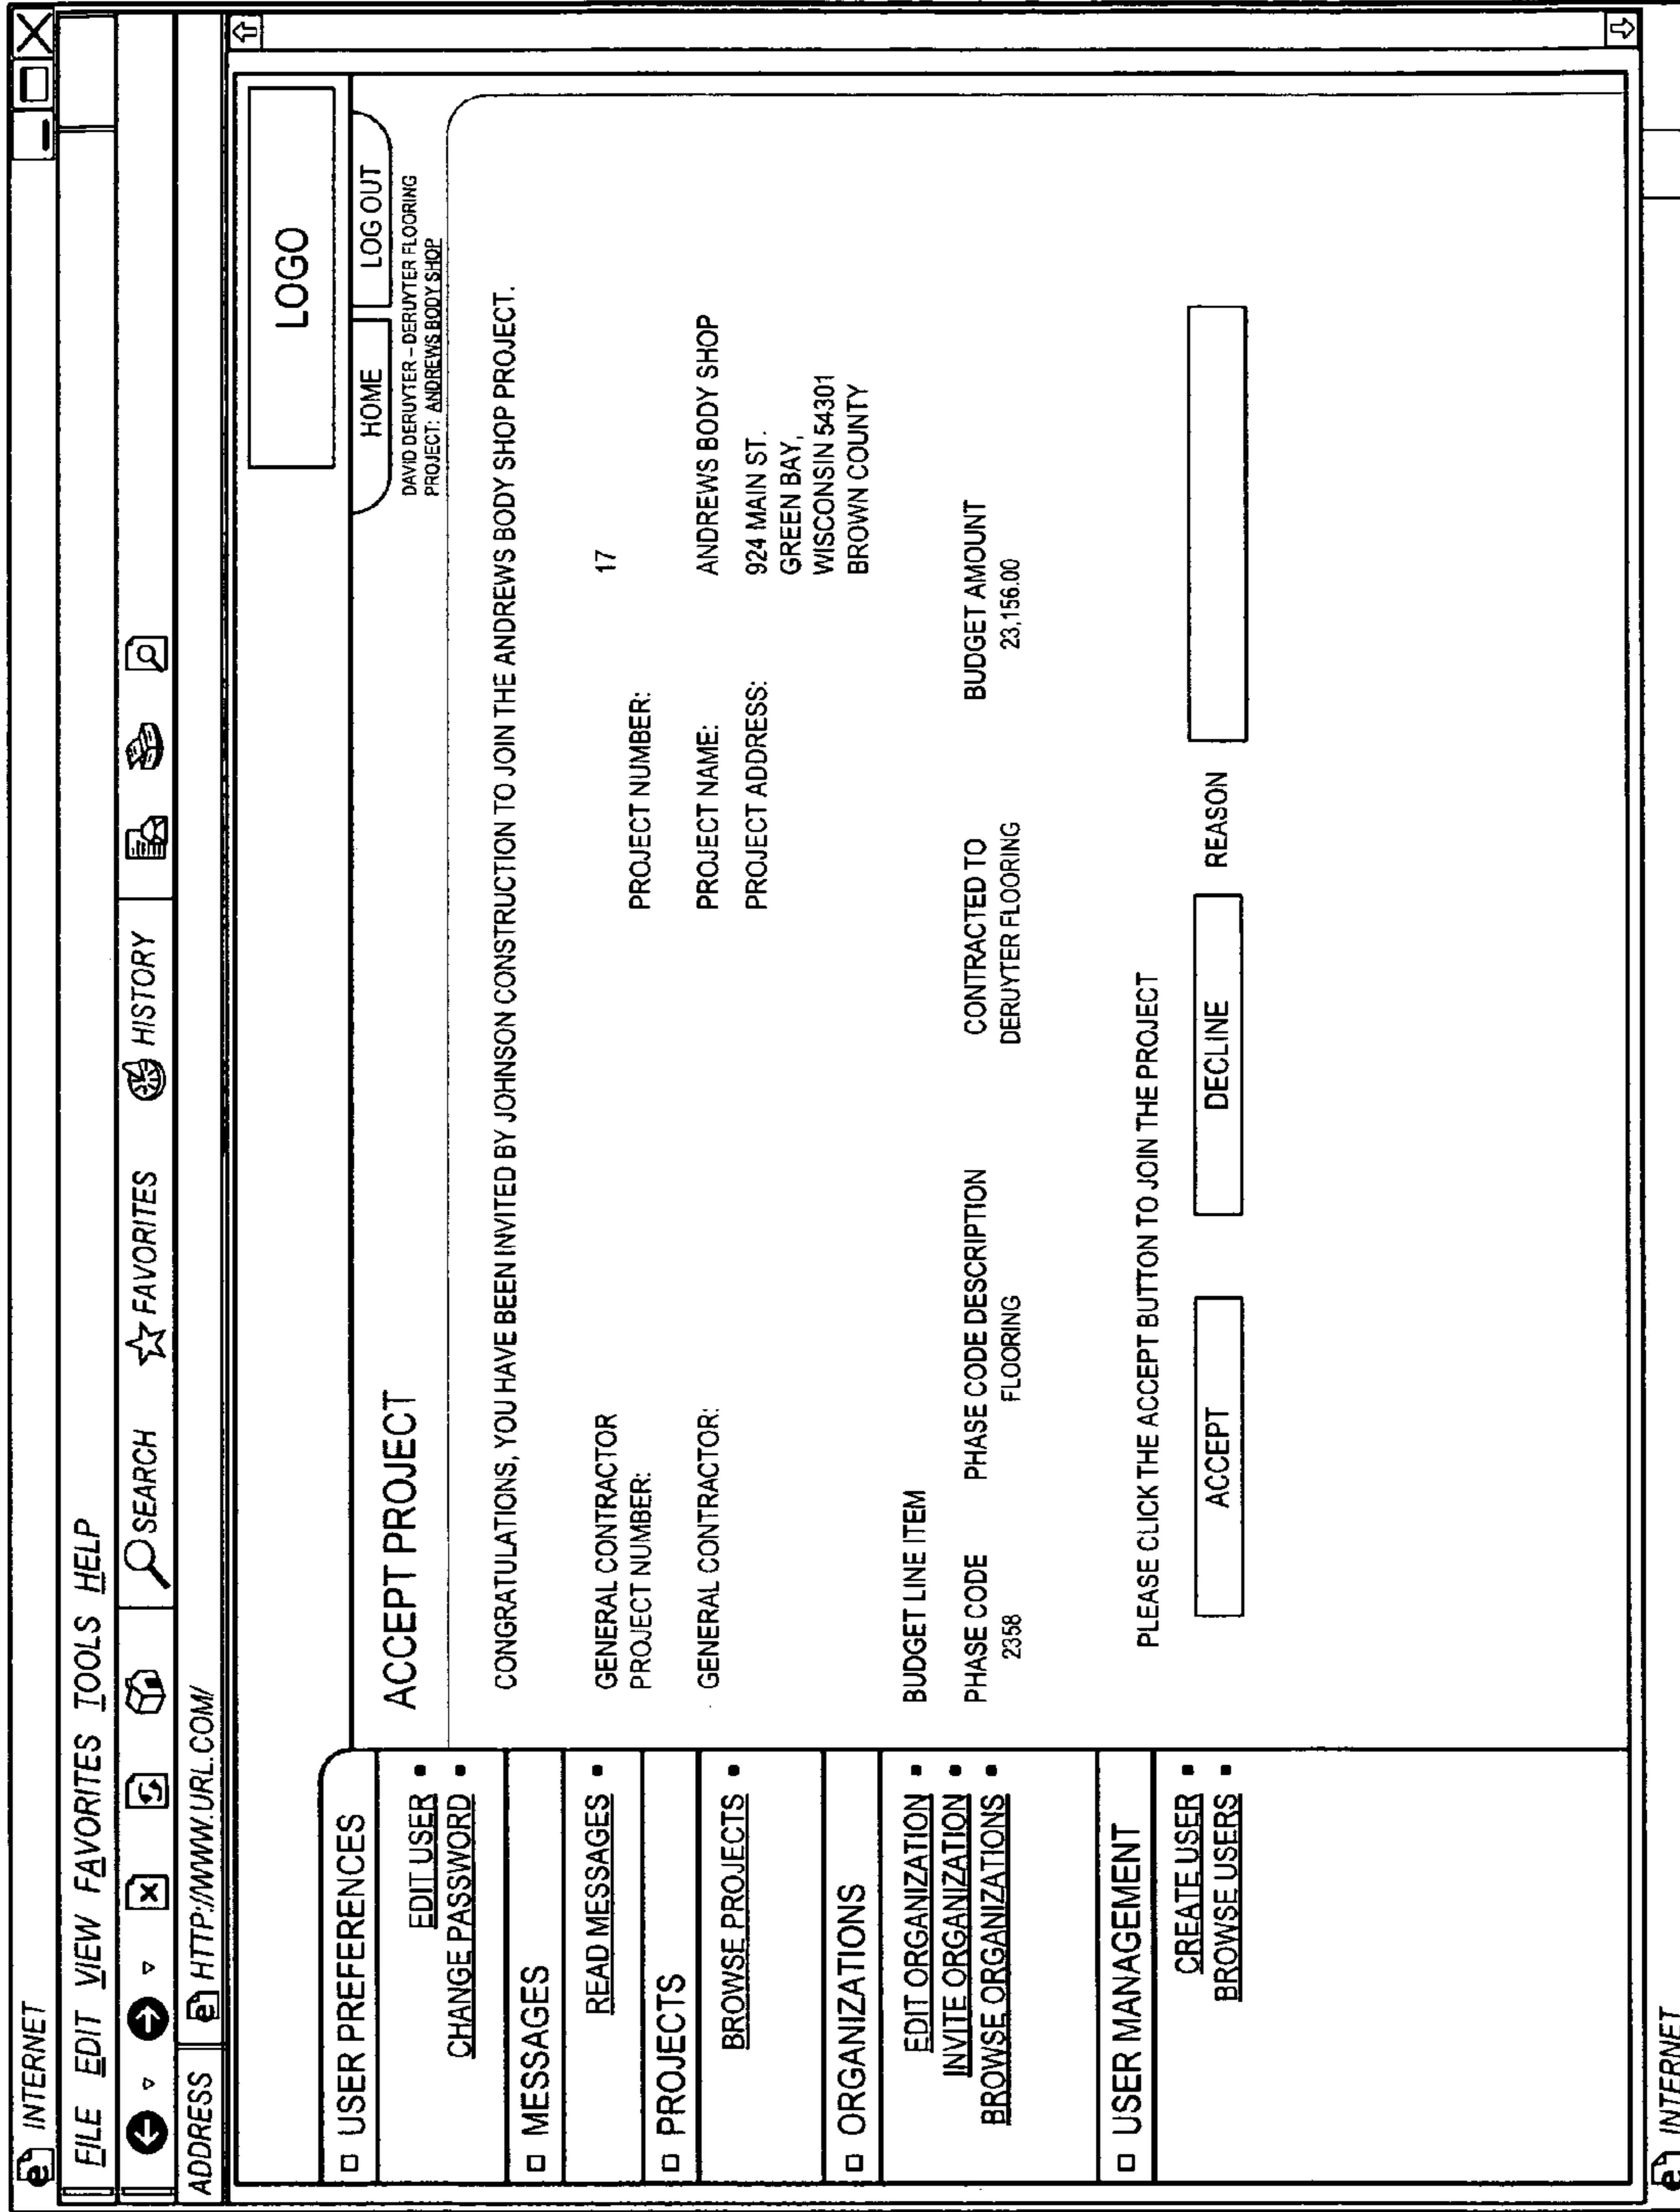 INTERNET
FILE EDIT VIEW FAVORITES TOOLS HELP
SEARCH FAVORITES HISTORY
ADDRESS HTTP://WWW.URL.COM/
LOGO
HOME LOG OUT
DAVID DERUYTER – DERUYTER FLOORING
PROJECT: ANDREWS BODY SHOP
USER PREFERENCES
EDIT USER
CHANGE PASSWORD
MESSAGES
READ MESSAGES
PROJECTS
BROWSE PROJECTS
ORGANIZATIONS
EDIT ORGANIZATION
INVITE ORGANIZATION
BROWSE ORGANIZATIONS
USER MANAGEMENT
CREATE USER
BROWSE USERS
ACCEPT PROJECT
CONGRATULATIONS, YOU HAVE BEEN INVITED BY JOHNSON CONSTRUCTION TO JOIN THE ANDREWS BODY SHOP PROJECT.
GENERAL CONTRACTOR 17
PROJECT NUMBER: PROJECT NUMBER:
GENERAL CONTRACTOR: PROJECT NAME: ANDREWS BODY SHOP
PROJECT ADDRESS: 924 MAIN ST.
GREEN BAY,
WISCONSIN 54301
BROWN COUNTY
BUDGET LINE ITEM
PHASE CODE PHASE CODE DESCRIPTION CONTRACTED TO BUDGET AMOUNT
2358 FLOORING DERUYTER FLOORING 23,156.00
PLEASE CLICK THE ACCEPT BUTTON TO JOIN THE PROJECT
ACCEPT DECLINE REASON
INTERNET